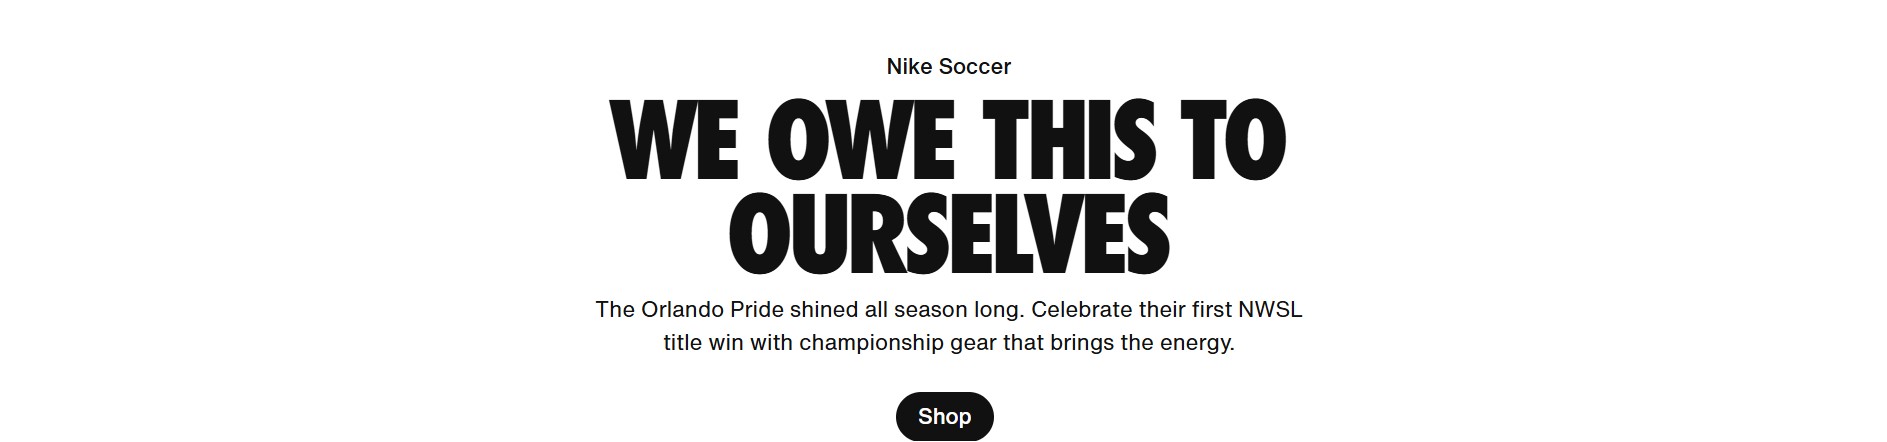 Nike Soccer
WE OWE THIS TO
OURSELVES
The Orlando Pride shined all season long. Celebrate their first NWSL
title win with championship gear that brings the energy.
Shop